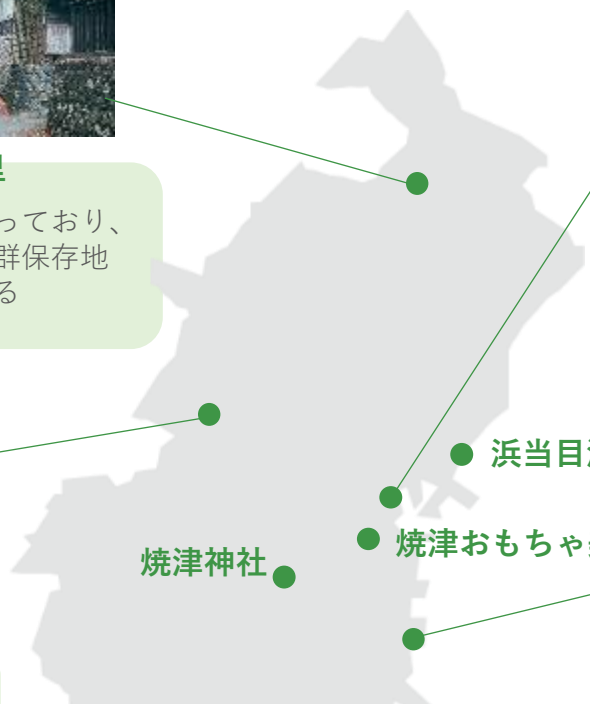 っており、
群保存地
る
浜当目
焼津おもちゃ
焼津神社